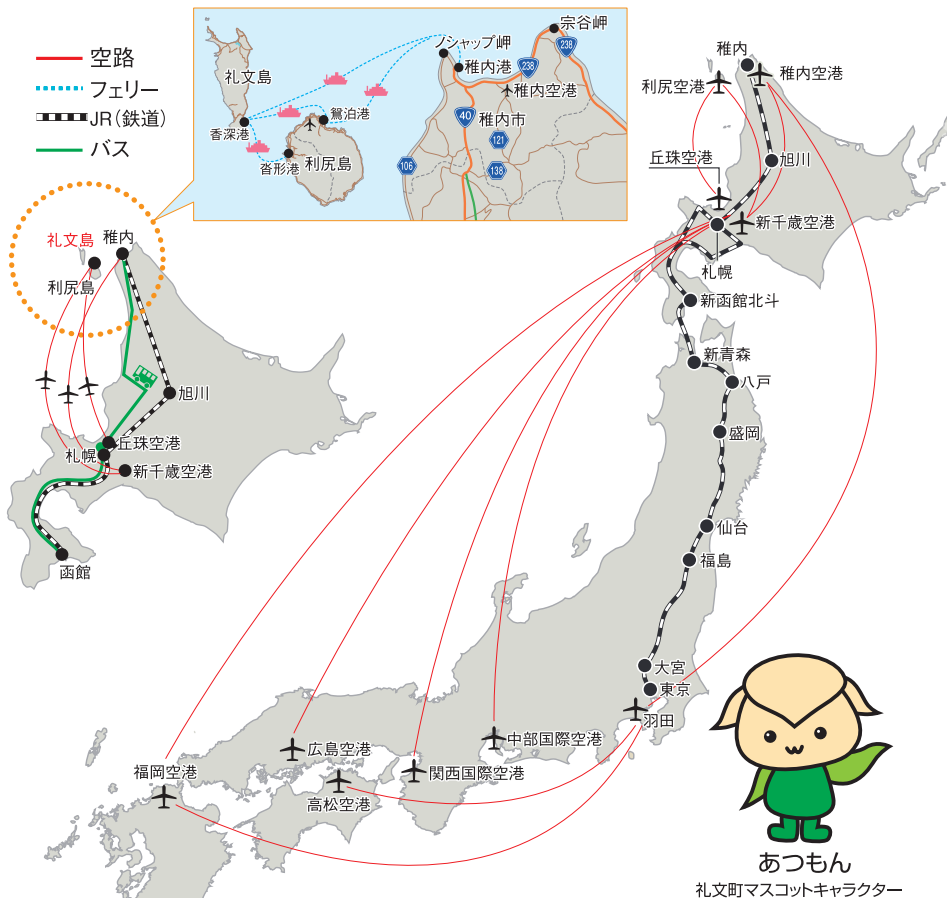 空路
フェリー
JR(鉄道)
バス
ノシャップ岬
宗谷岬
238
礼文島
稚内港
238
稚内空港
香深港
鴛泊港
40
稚内市
121
沓形港
利尻島
106
138
礼文島
稚内
利尻島
旭川
丘珠空港
札幌
新千歳空港
函館
稚内
利尻空港
稚内空港
丘珠空港
旭川
新千歳空港
札幌
新函館北斗
新青森
八戸
盛岡
仙台
福島
大宮
東京
羽田
中部国際空港
広島空港
関西国際空港
福岡空港
高松空港
あつもん
礼文町マスコットキャラクター